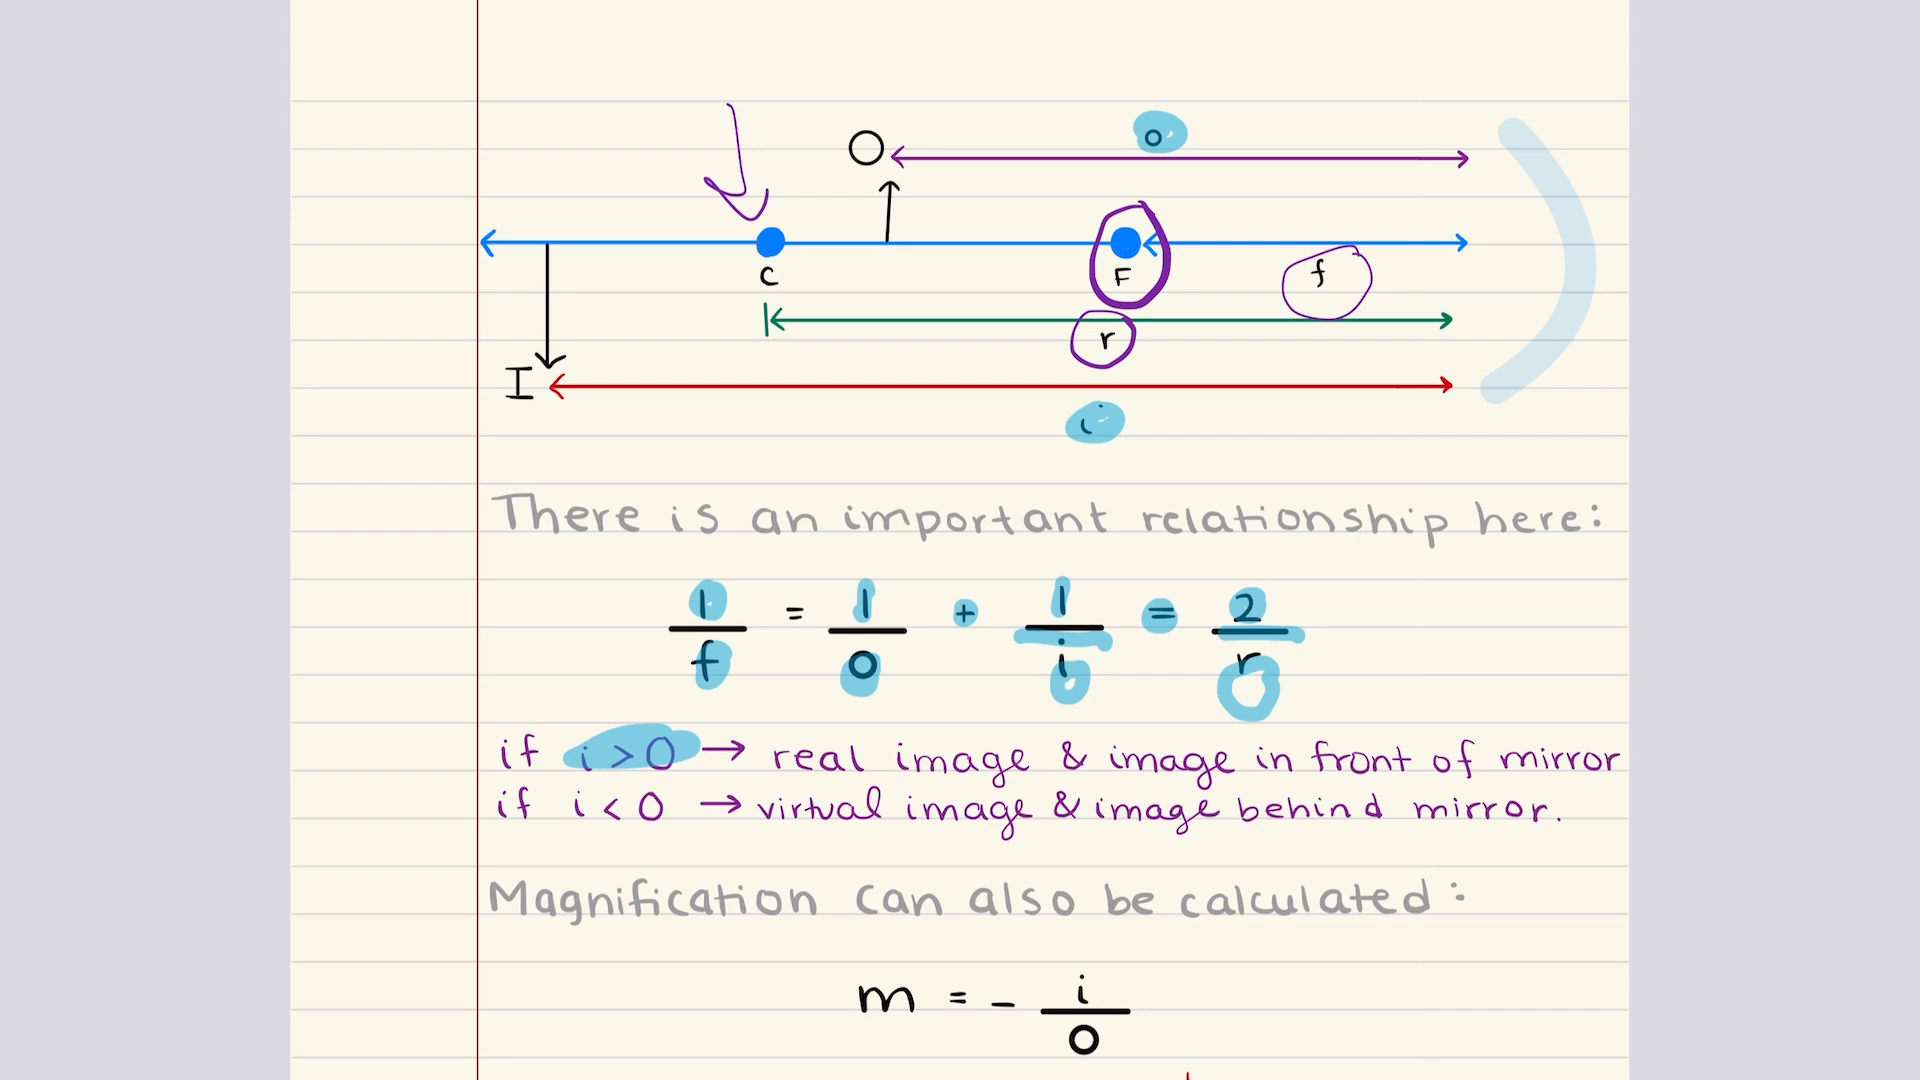 o
O
C
F
f
r
I
i
There is an important relationship here:
1/f = 1/o + 1/i = 2/r
if i > 0 → real image & image in front of mirror
if i < 0 → virtual image & image behind mirror.
Magnification can also be calculated:
m = - i/o